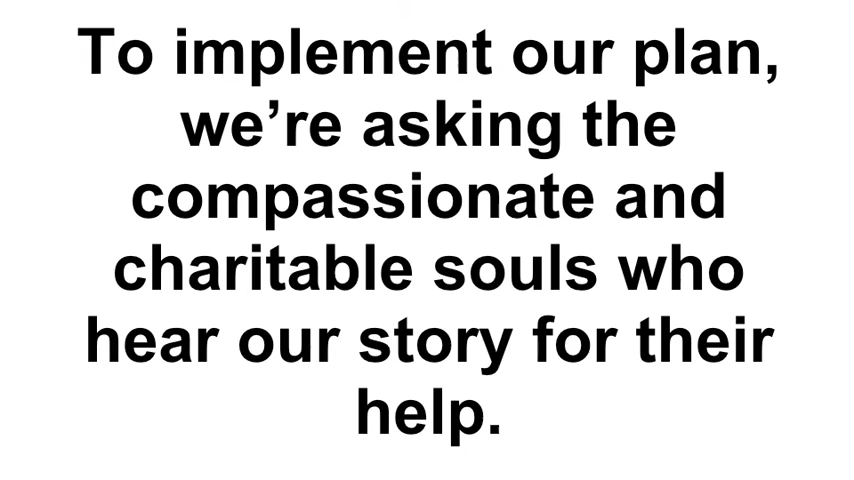 To implement our plan,
we’re asking the
compassionate and
charitable souls who
hear our story for their
help.